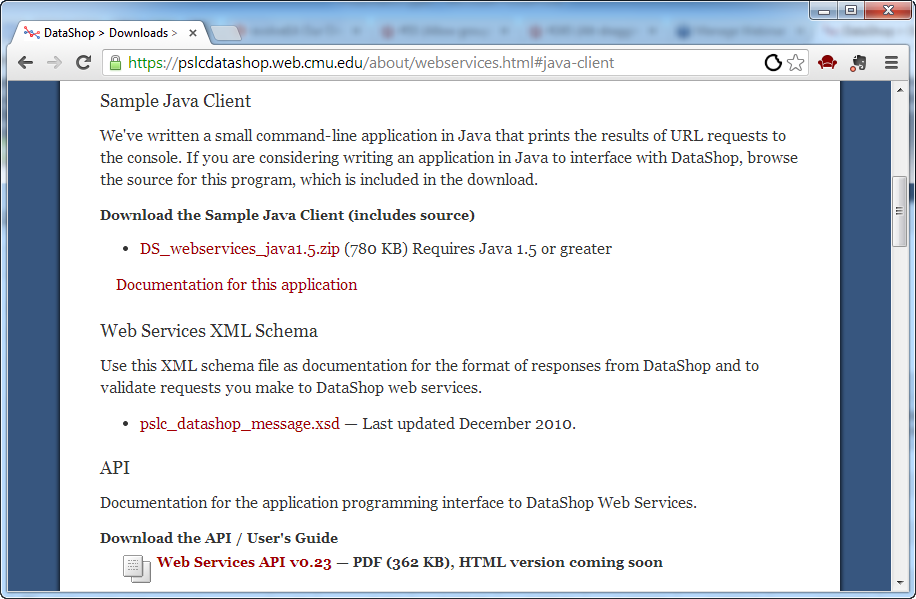 DataShop > Downloads >
https://pslcdatashop.web.cmu.edu/about/webservices.html#java-client
Sample Java Client
We've written a small command-line application in Java that prints the results of URL requests to
the console. If you are considering writing an application in Java to interface with DataShop, browse
the source for this program, which is included in the download.
Download the Sample Java Client (includes source)
• DS_webservices_java1.5.zip (780 KB) Requires Java 1.5 or greater
Documentation for this application
Web Services XML Schema
Use this XML schema file as documentation for the format of responses from DataShop and to
validate requests you make to DataShop web services.
• pslc_datashop_message.xsd — Last updated December 2010.
API
Documentation for the application programming interface to DataShop Web Services.
Download the API / User's Guide
Web Services API v0.23 — PDF (362 KB), HTML version coming soon